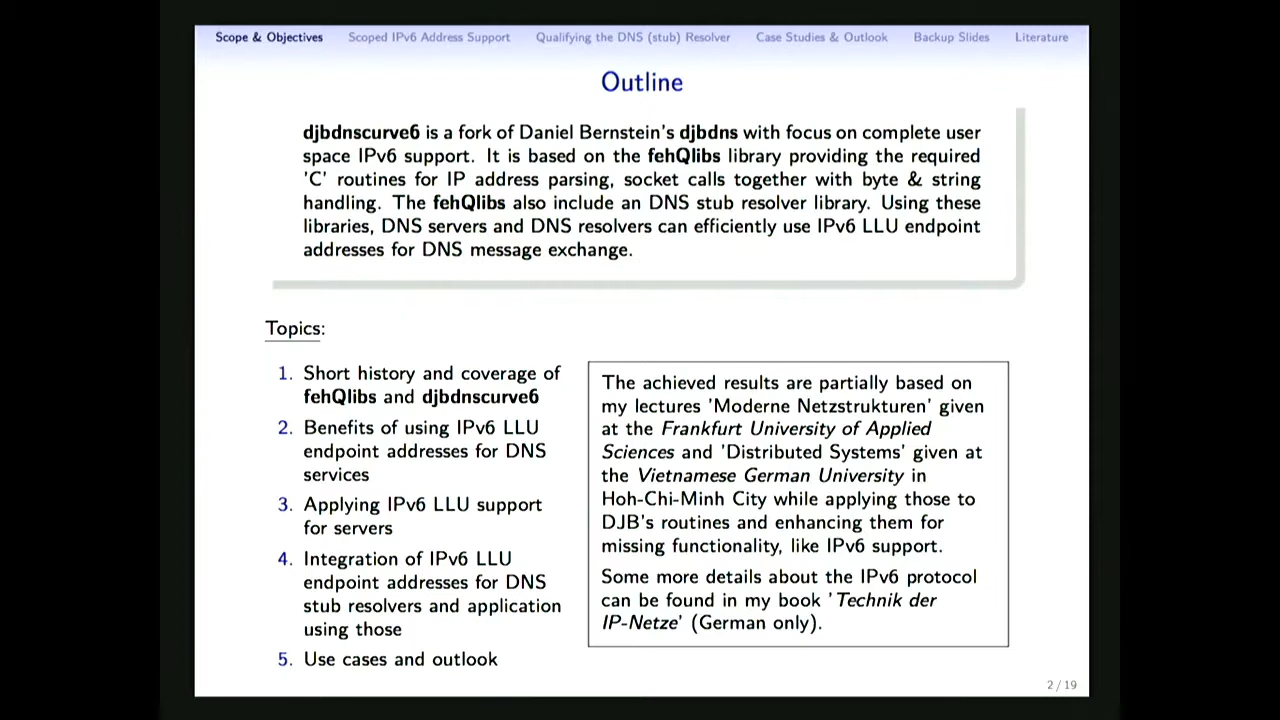 Scope & Objectives Scoped IPv6 Address Support Qualifying the DNS (stub) Resolver Case Studies & Outlook Backup Slides Literature
Outline
djbdnscurve6 is a fork of Daniel Bernstein's djbdns with focus on complete user
space IPv6 support. It is based on the fehQlibs library providing the required
'C' routines for IP address parsing, socket calls together with byte & string
handling. The fehQlibs also include an DNS stub resolver library. Using these
libraries, DNS servers and DNS resolvers can efficiently use IPv6 LLU endpoint
addresses for DNS message exchange.
Topics:
1. Short history and coverage of
fehQlibs and djbdnscurve6
2. Benefits of using IPv6 LLU
endpoint addresses for DNS
services
3. Applying IPv6 LLU support
for servers
4. Integration of IPv6 LLU
endpoint addresses for DNS
stub resolvers and application
using those
5. Use cases and outlook
The achieved results are partially based on
my lectures 'Moderne Netzstrukturen' given
at the Frankfurt University of Applied
Sciences and 'Distributed Systems' given at
the Vietnamese German University in
Hoh-Chi-Minh City while applying those to
DJB's routines and enhancing them for
missing functionality, like IPv6 support.
Some more details about the IPv6 protocol
can be found in my book 'Technik der
IP-Netze' (German only).
2 / 19